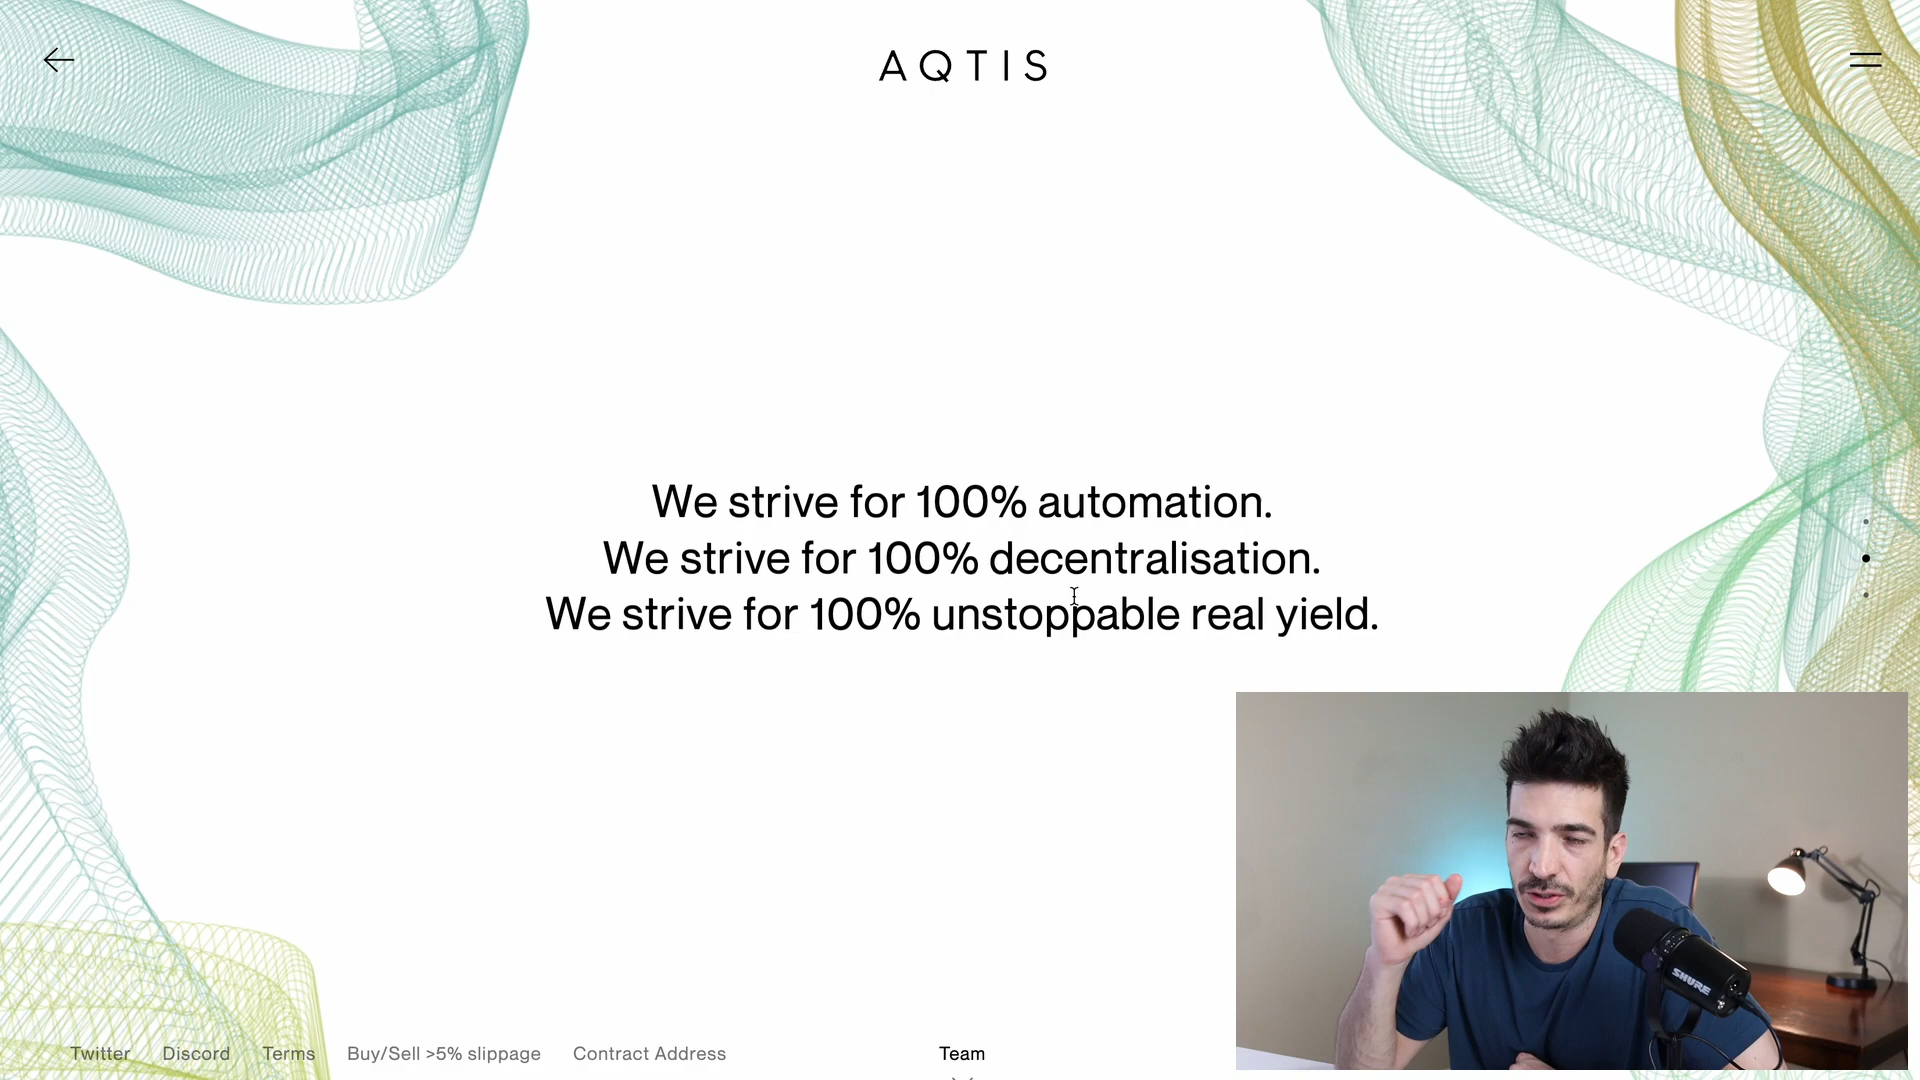 AQTIS
We strive for 100% automation.
We strive for 100% decentralisation.
We strive for 100% unstoppable real yield.
SHURE
Twitter Discord Terms Buy/Sell >5% slippage Contract Address Team